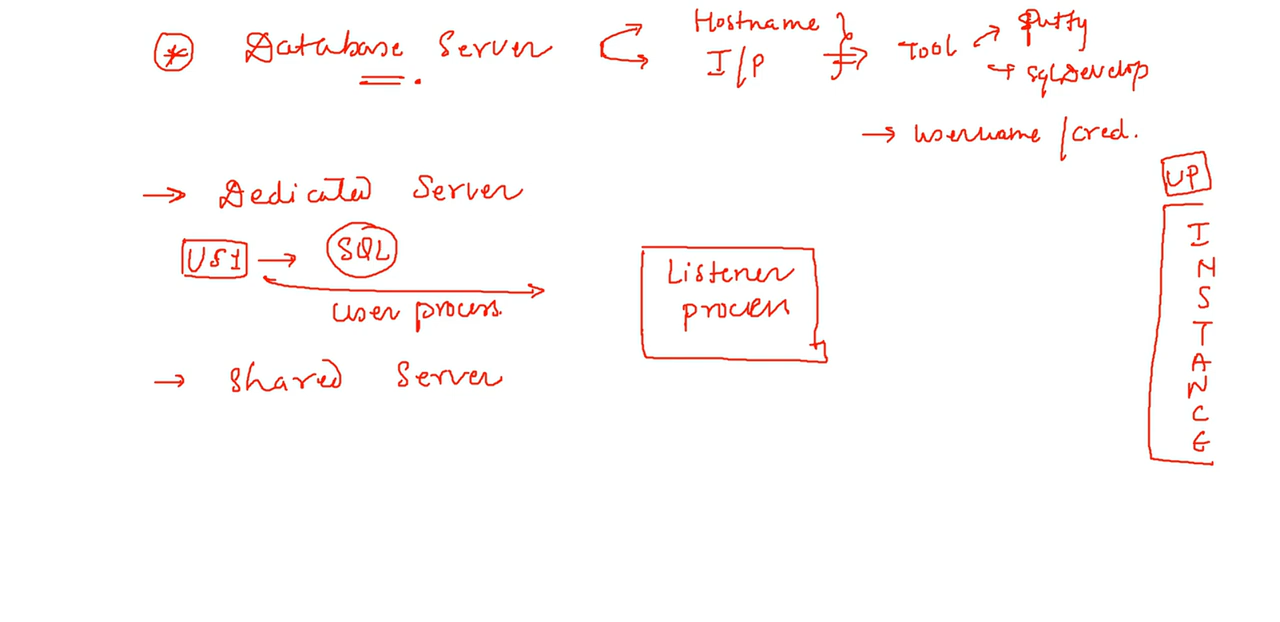 * Database Server
Hostname
I/P
Tool
Putty
SqlDevelop
→ Username / cred.
UP
→ Dedicated Server
US1 → SQL
User process.
Listener
process
INSTANCE
→ Shared Server